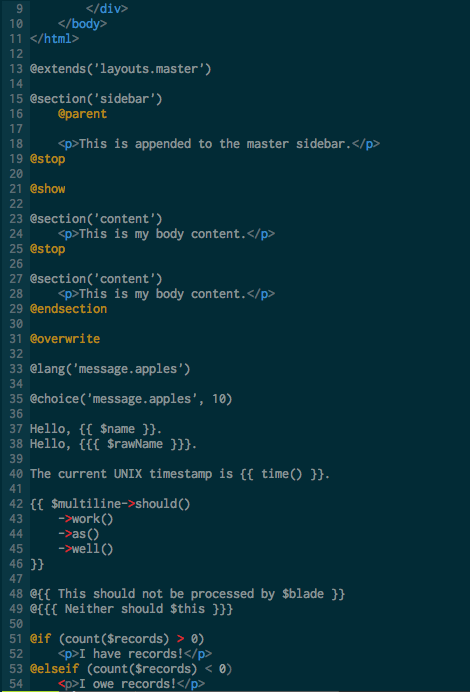 9         </div>
10     </body>
11 </html>
12
13 @extends('layouts.master')
14
15 @section('sidebar')
16     @parent
17
18     <p>This is appended to the master sidebar.</p>
19 @stop
20
21 @show
22
23 @section('content')
24     <p>This is my body content.</p>
25 @stop
26
27 @section('content')
28     <p>This is my body content.</p>
29 @endsection
30
31 @overwrite
32
33 @lang('message.apples')
34
35 @choice('message.apples', 10)
36
37 Hello, {{ $name }}.
38 Hello, {{{ $rawName }}}.
39
40 The current UNIX timestamp is {{ time() }}.
41
42 {{ $multiline->should()
43     ->work()
44     ->as()
45     ->well()
46 }}
47
48 @{{ This should not be processed by $blade }}
49 @{{{ Neither should $this }}}
50
51 @if (count($records) > 0)
52     <p>I have records!</p>
53 @elseif (count($records) < 0)
54     <p>I owe records!</p>